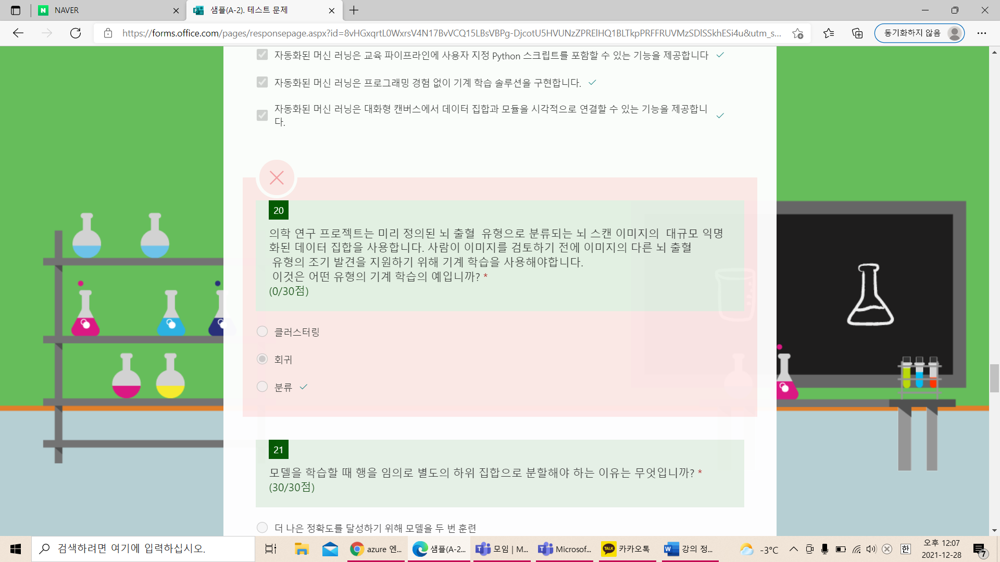 NAVER
샘플(A-2). 테스트 문제
https://forms.office.com/pages/responsepage.aspx?id=8vHGxqrtL0WxrsV4N17BvVCQ15LBsVBPg-DjcotU5HVUNzZPRElHQ1BLTkpPRFFRUVMzSDlSSkhESi4u&utm_s...
동기화하지 않음
자동화된 머신 러닝은 교육 파이프라인에 사용자 지정 Python 스크립트를 포함할 수 있는 기능을 제공합니다
자동화된 머신 러닝은 프로그래밍 경험 없이 기계 학습 솔루션을 구현합니다.
자동화된 머신 러닝은 대화형 캔버스에서 데이터 집합과 모듈을 시각적으로 연결할 수 있는 기능을 제공합니
다.
20
의학 연구 프로젝트는 미리 정의된 뇌 출혈 유형으로 분류되는 뇌 스캔 이미지의 대규모 익명
화된 데이터 집합을 사용합니다. 사람이 이미지를 검토하기 전에 이미지의 다른 뇌 출혈
유형의 조기 발견을 지원하기 위해 기계 학습을 사용해야합니다.
이것은 어떤 유형의 기계 학습의 예입니까? *
(0/30점)
클러스터링
회귀
분류
21
모델을 학습할 때 행을 임의로 별도의 하위 집합으로 분할해야 하는 이유는 무엇입니까? *
(30/30점)
더 나은 정확도를 달성하기 위해 모델을 두 번 훈련
검색하려면 여기에 입력하십시오.
azure 엔...
샘플(A-2...
모임 | M...
Microsof...
카카오톡
강의 정...
-3°C
한
오후 12:07
2021-12-28
7